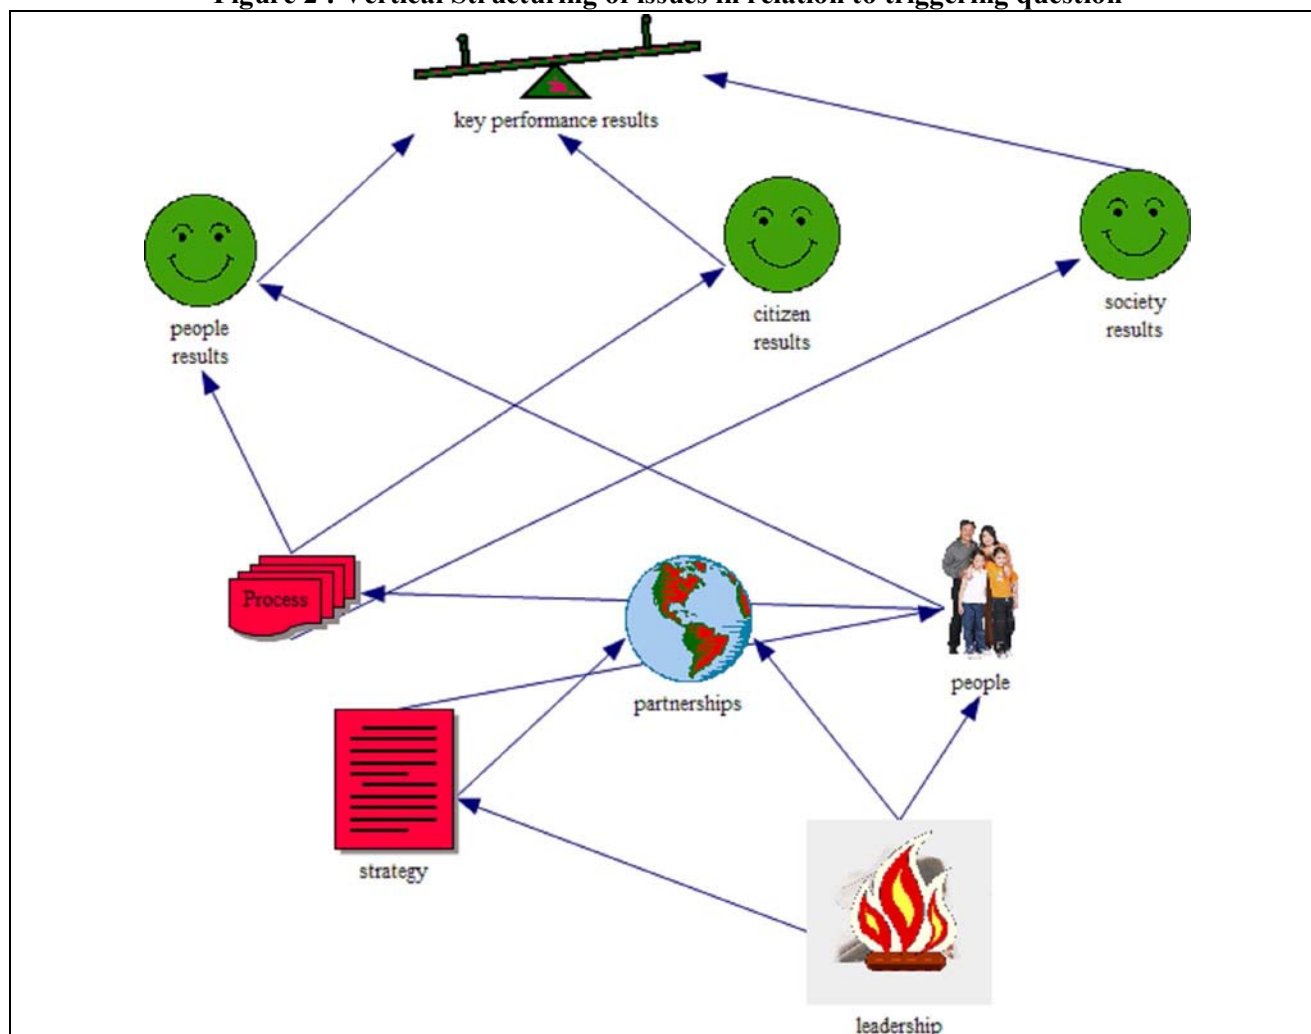 Figure 2 : Vertical Structuring of issues in relation to triggering question
key performance results
people
results
citizen
results
society
results
Process
partnerships
people
strategy
leadership